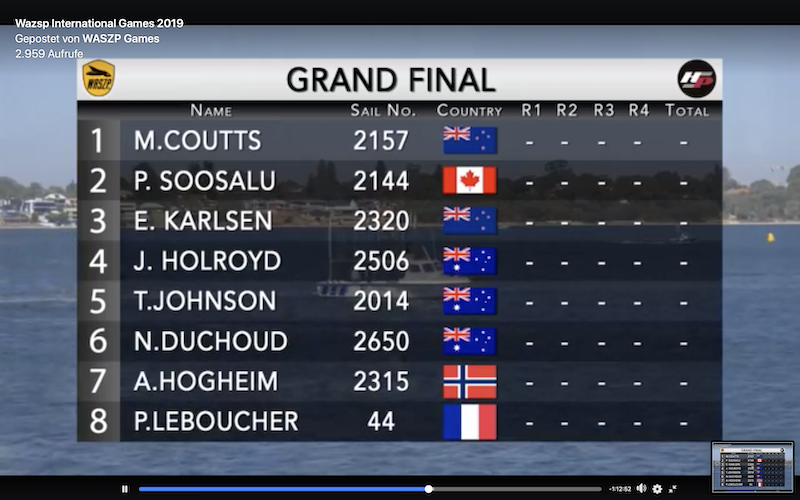 Wazsp International Games 2019
Gepostet von WASZP Games
2.959 Aufrufe
WASZP
GRAND FINAL
HP
NAME SAIL NO. COUNTRY R1 R2 R3 R4 TOTAL
1 M.COUTTS 2157 - - - - -
2 P. SOOSALU 2144 - - - - -
3 E. KARLSEN 2320 - - - - -
4 J. HOLROYD 2506 - - - - -
5 T.JOHNSON 2014 - - - - -
6 N.DUCHOUD 2650 - - - - -
7 A.HOGHEIM 2315 - - - - -
8 P.LEBOUCHER 44 - - - - -
-1:12:52